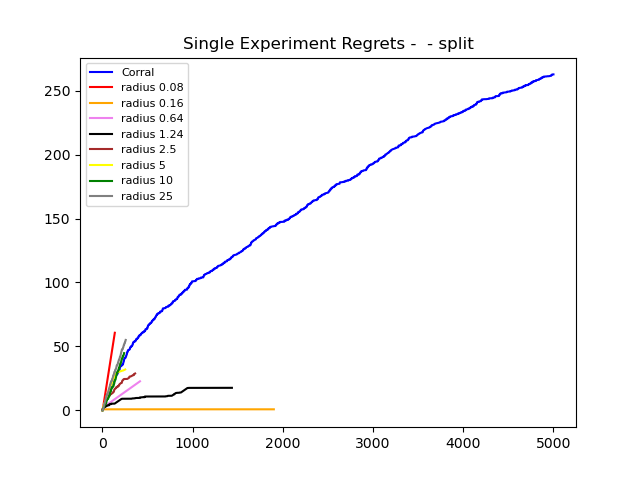 Single Experiment Regrets -  - split
Corral
radius 0.08
radius 0.16
radius 0.64
radius 1.24
radius 2.5
radius 5
radius 10
radius 25
250
200
150
100
50
0
0 1000 2000 3000 4000 5000